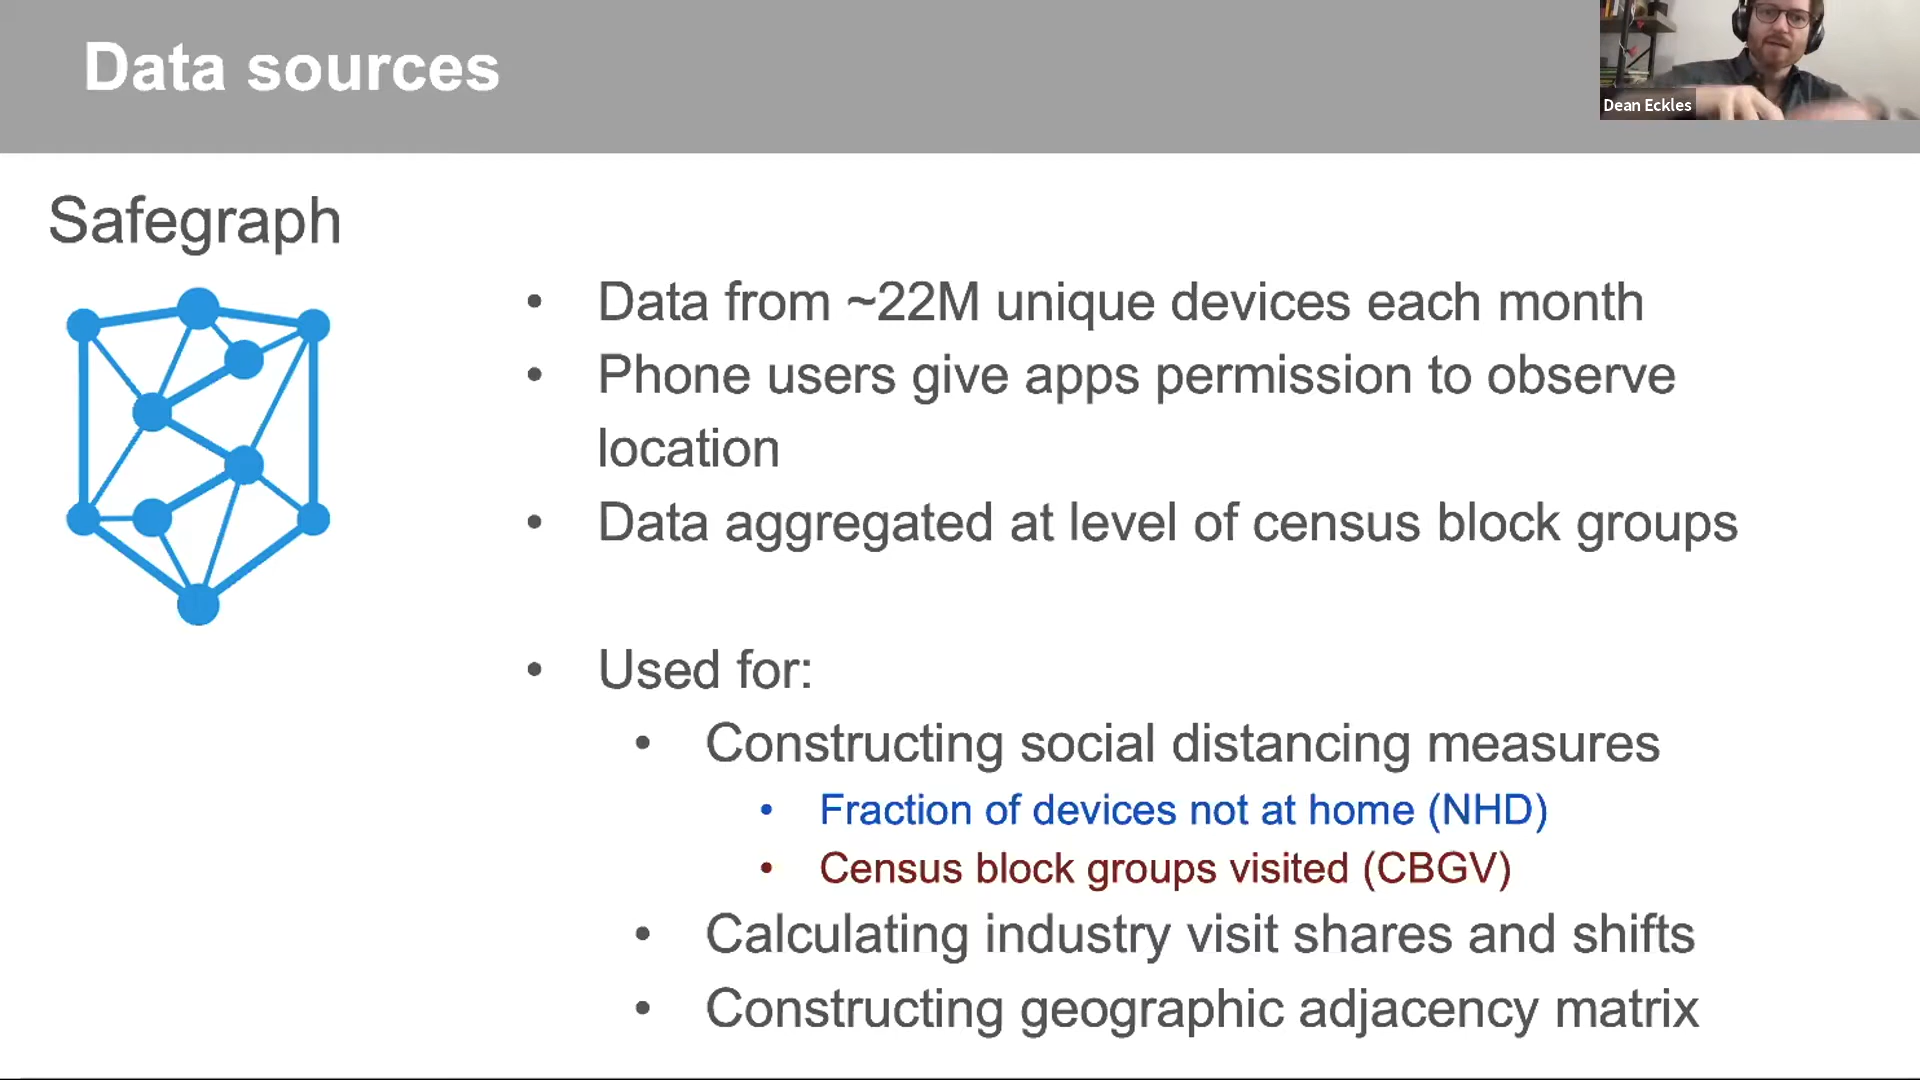 Data sources
Dean Eckles
Safegraph
• Data from ~22M unique devices each month
• Phone users give apps permission to observe
location
• Data aggregated at level of census block groups
• Used for:
• Constructing social distancing measures
• Fraction of devices not at home (NHD)
• Census block groups visited (CBGV)
• Calculating industry visit shares and shifts
• Constructing geographic adjacency matrix